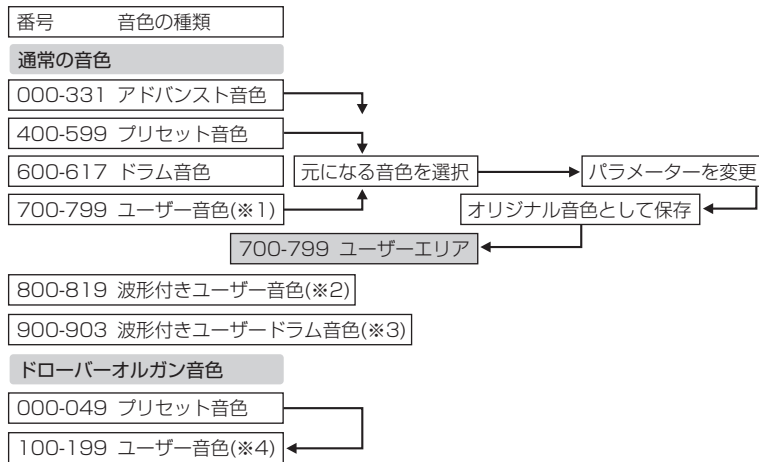 番号 音色の種類
通常の音色
000-331 アドバンスト音色
400-599 プリセット音色
600-617 ドラム音色
元になる音色を選択
パラメーターを変更
700-799 ユーザー音色(※1)
オリジナル音色として保存
700-799 ユーザーエリア
800-819 波形付きユーザー音色(※2)
900-903 波形付きユーザードラム音色(※3)
ドローバーオルガン音色
000-049 プリセット音色
100-199 ユーザー音色(※4)